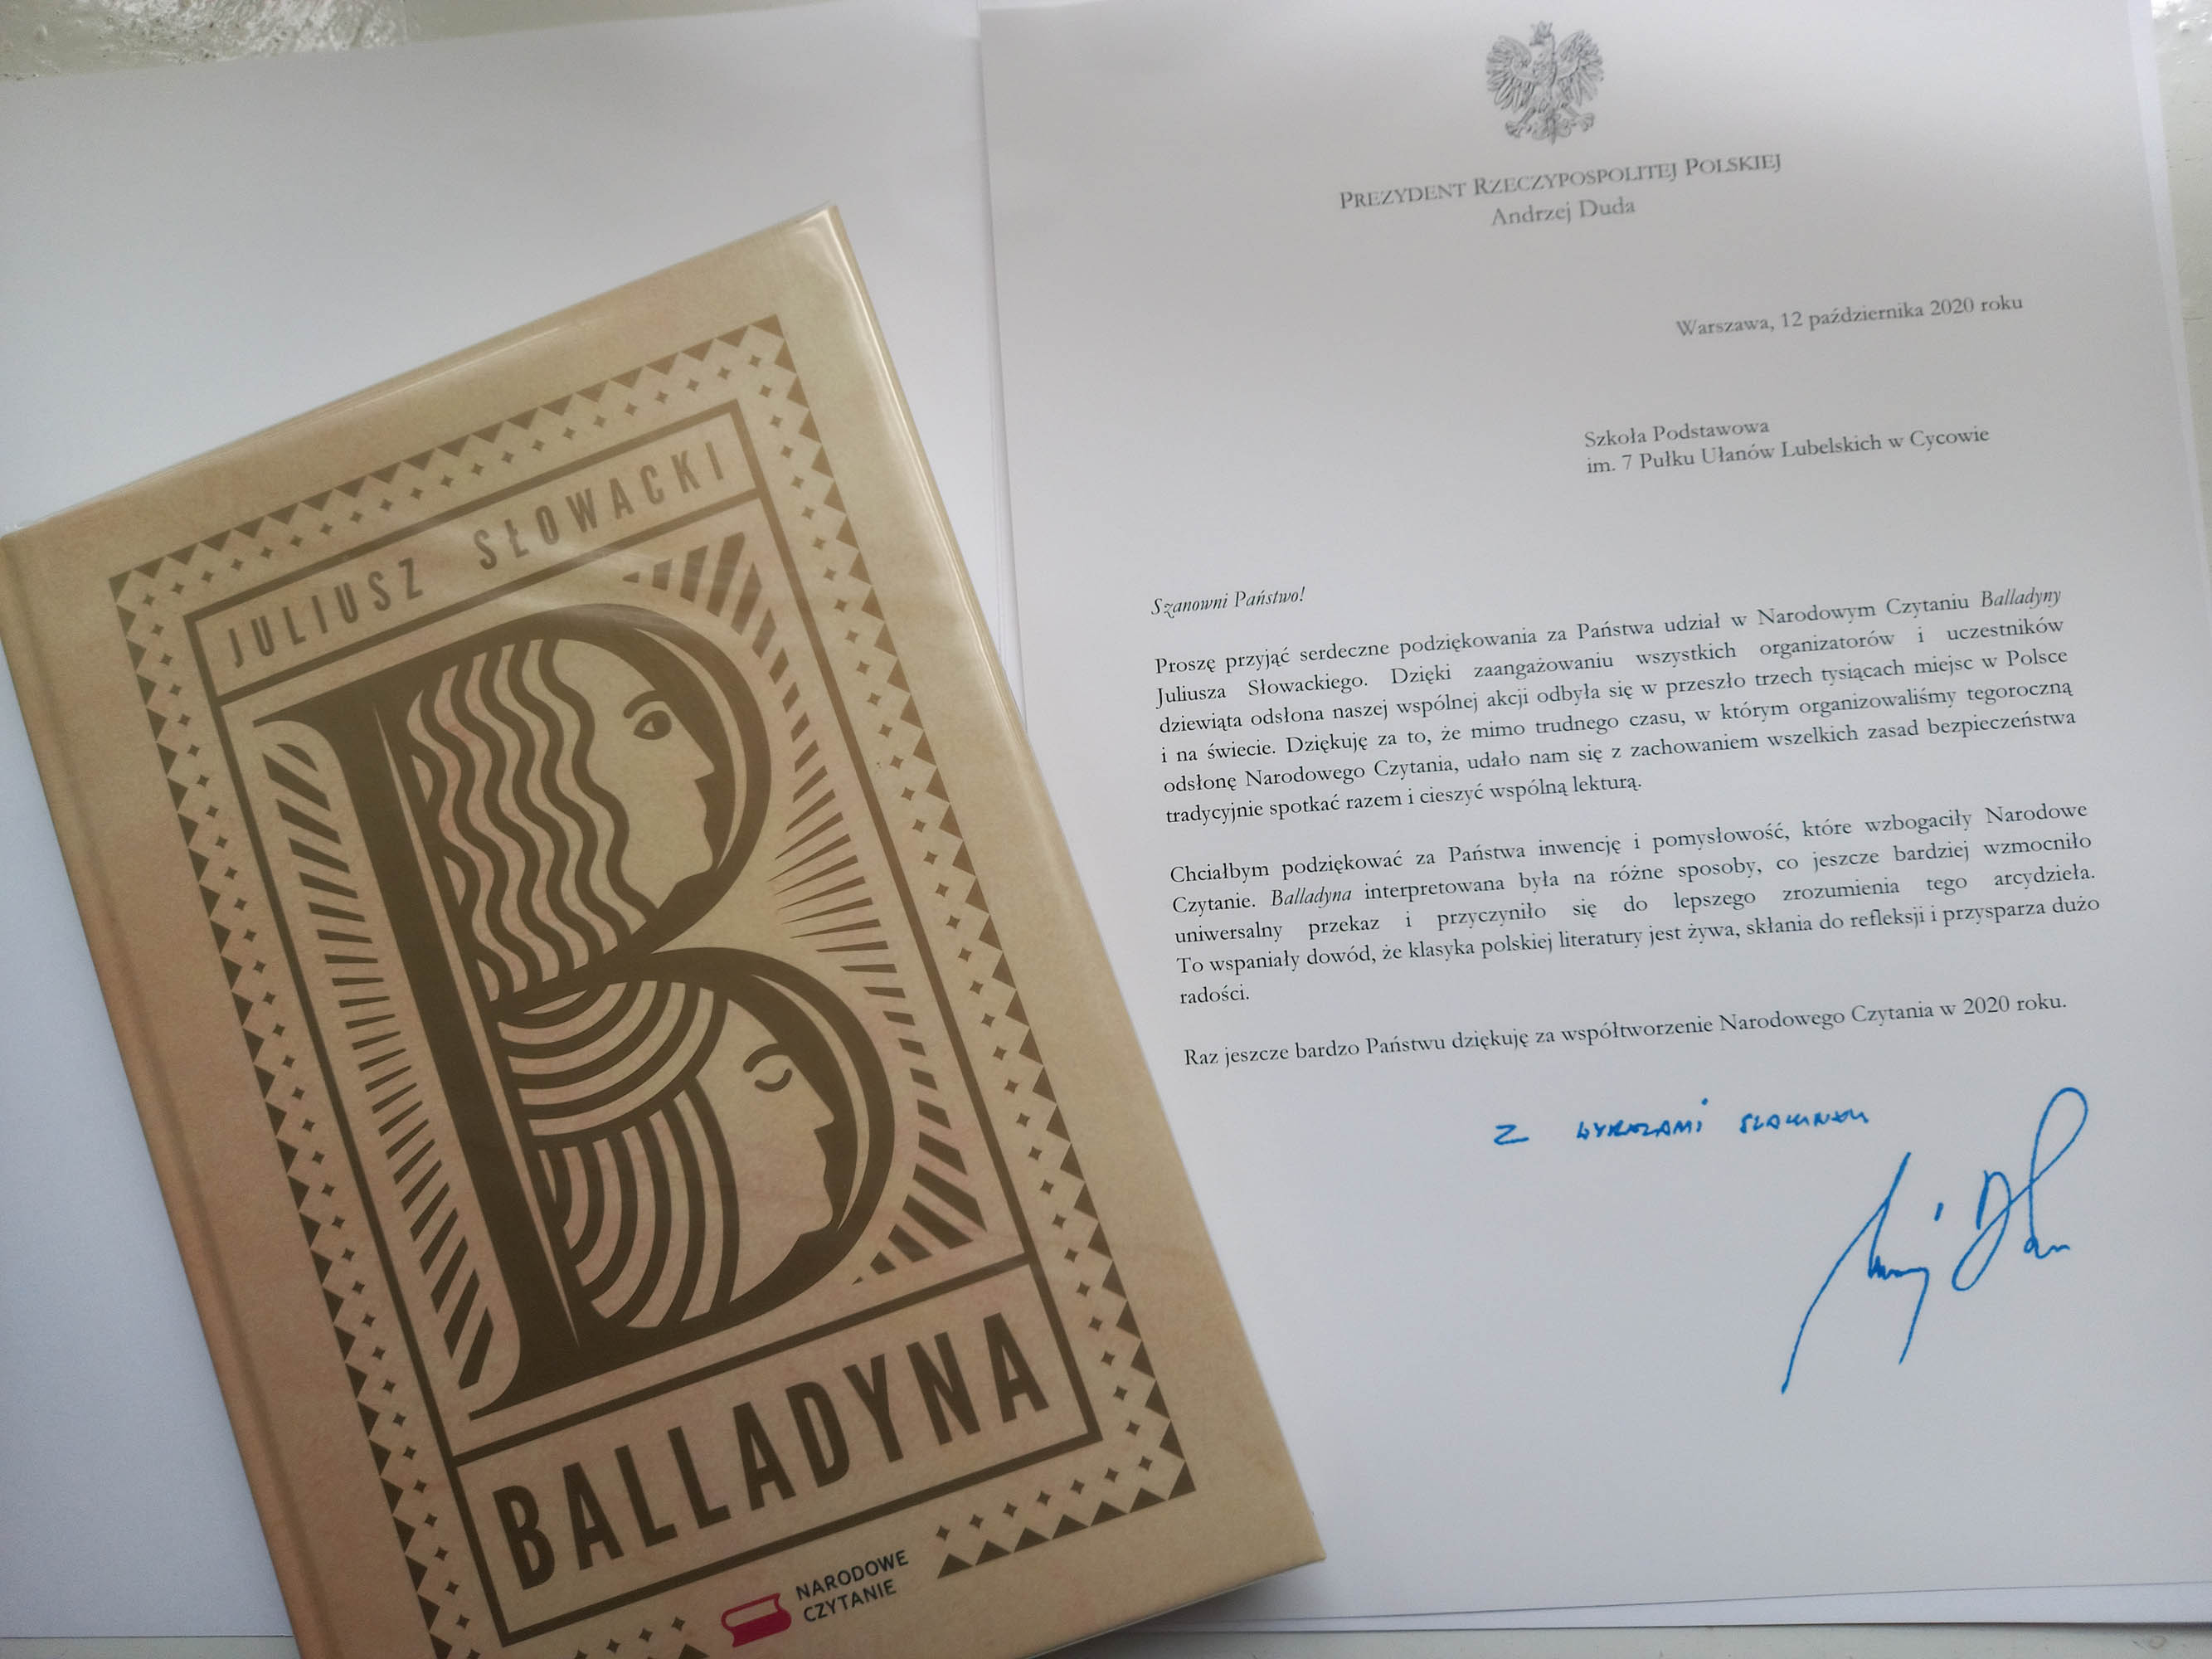 JULIUSZ SŁOWACKI
BALLADYNA
NARODOWE
CZYTANIE
PREZYDENT RZECZYPOSPOLITEJ POLSKIEJ
Andrzej Duda
Warszawa, 12 października 2020 roku
Szkoła Podstawowa
im. 7 Pułku Ułanów Lubelskich w Cycowie
Szanowni Państwo!
Proszę przyjąć serdeczne podziękowania za Państwa udział w Narodowym Czytaniu Balladyny
Juliusza Słowackiego. Dzięki zaangażowaniu wszystkich organizatorów i uczestników
dziewiąta odsłona naszej wspólnej akcji odbyła się w przeszło trzech tysiącach miejsc w Polsce
i na świecie. Dziękuję za to, że mimo trudnego czasu, w którym organizowaliśmy tegoroczną
odsłonę Narodowego Czytania, udało nam się z zachowaniem wszelkich zasad bezpieczeństwa
tradycyjnie spotkać razem i cieszyć wspólną lekturą.
Chciałbym podziękować za Państwa inwencję i pomysłowość, które wzbogaciły Narodowe
Czytanie. Balladyna interpretowana była na różne sposoby, co jeszcze bardziej wzmocniło
uniwersalny przekaz i przyczyniło się do lepszego zrozumienia tego arcydzieła.
To wspaniały dowód, że klasyka polskiej literatury jest żywa, skłania do refleksji i przysparza dużo
radości.
Raz jeszcze bardzo Państwu dziękuję za współtworzenie Narodowego Czytania w 2020 roku.
Z WYRAZAMI